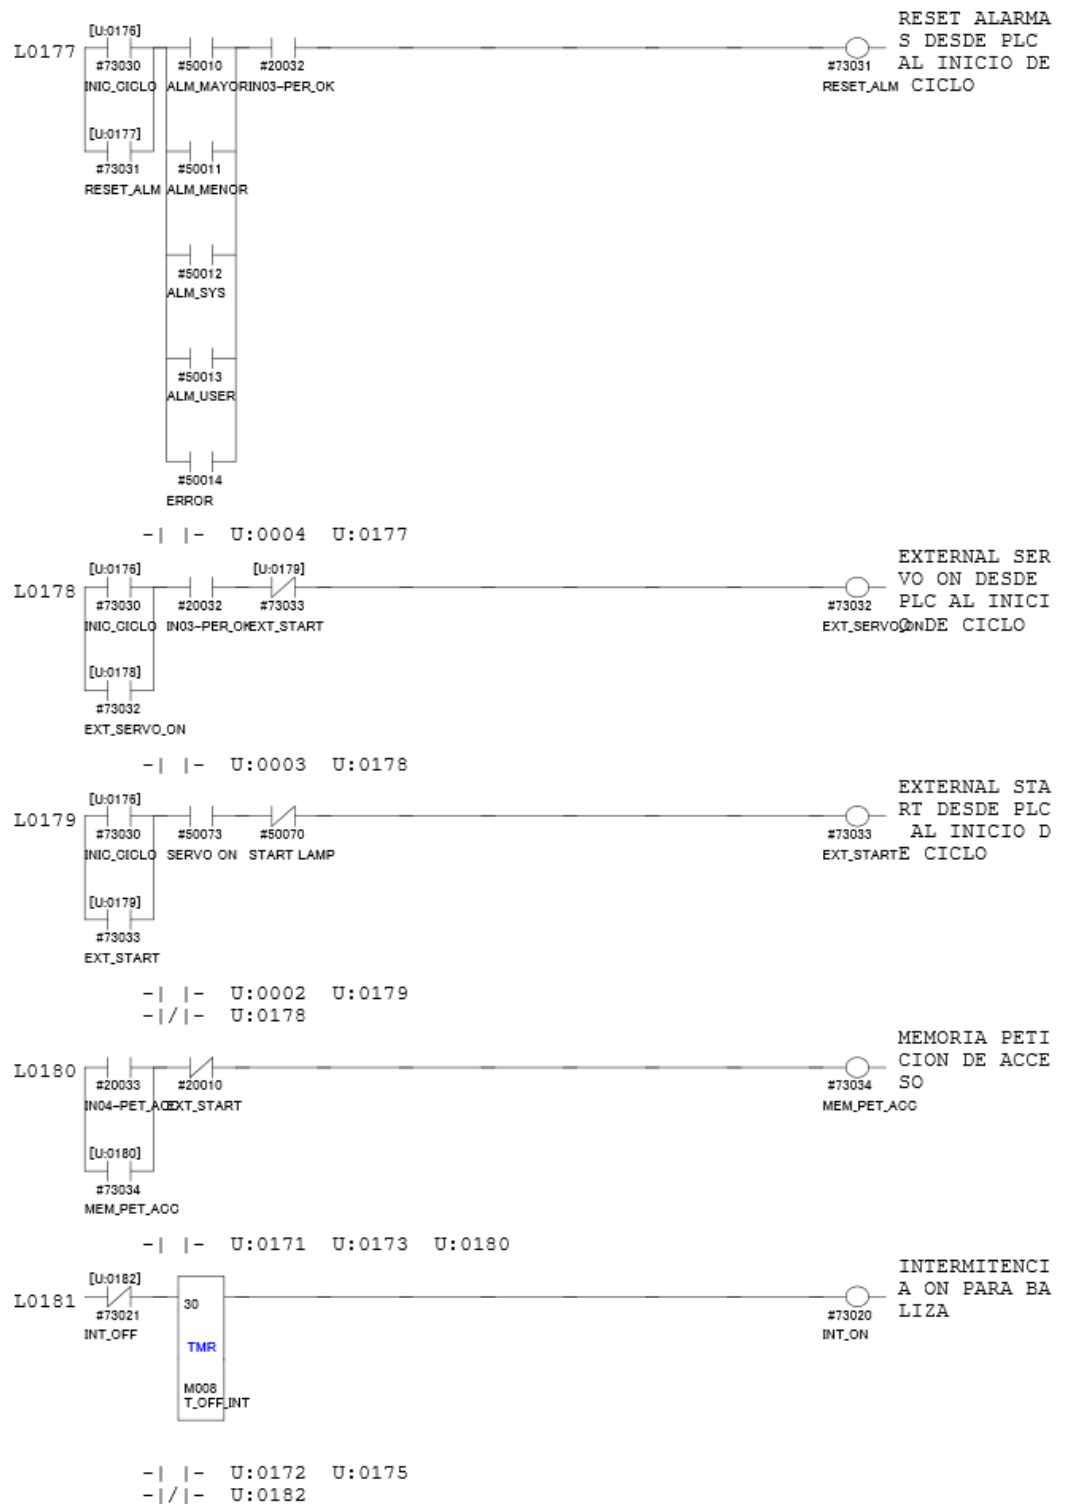 [U:0176]
RESET ALARMA
S DESDE PLC
AL INICIO DE
CICLO
L0177
#73030 #50010 #20032 #73031
INIC_CICLO ALM_MAYOR IN03-PER_OK RESET_ALM
[U:0177]
#73031 #50011
RESET_ALM ALM_MENOR
#50012
ALM_SYS
#50013
ALM_USER
#50014
ERROR
-| |- U:0004 U:0177
[U:0176] [U:0179]
EXTERNAL SER
VO ON DESDE
PLC AL INICI
O DE CICLO
L0178
#73030 #20032 #73033 #73032
INIC_CICLO IN03-PER_OK EXT_START EXT_SERVO_ON
[U:0178]
#73032
EXT_SERVO_ON
-| |- U:0003 U:0178
[U:0176]
EXTERNAL STA
RT DESDE PLC
AL INICIO D
E CICLO
L0179
#73030 #50073 #50070 #73033
INIC_CICLO SERVO ON START LAMP EXT_START
[U:0179]
#73033
EXT_START
-| |- U:0002 U:0179
-|/|- U:0178
MEMORIA PETI
CION DE ACCE
SO
L0180
#20033 #20010 #73034
IN04-PET_ACC EXT_START MEM_PET_ACC
[U:0180]
#73034
MEM_PET_ACC
-| |- U:0171 U:0173 U:0180
[U:0182]
INTERMITENCI
A ON PARA BA
LIZA
L0181
30
#73021 #73020
INT_OFF INT_ON
TMR
M008
T_OFF_INT
-| |- U:0172 U:0175
-|/|- U:0182